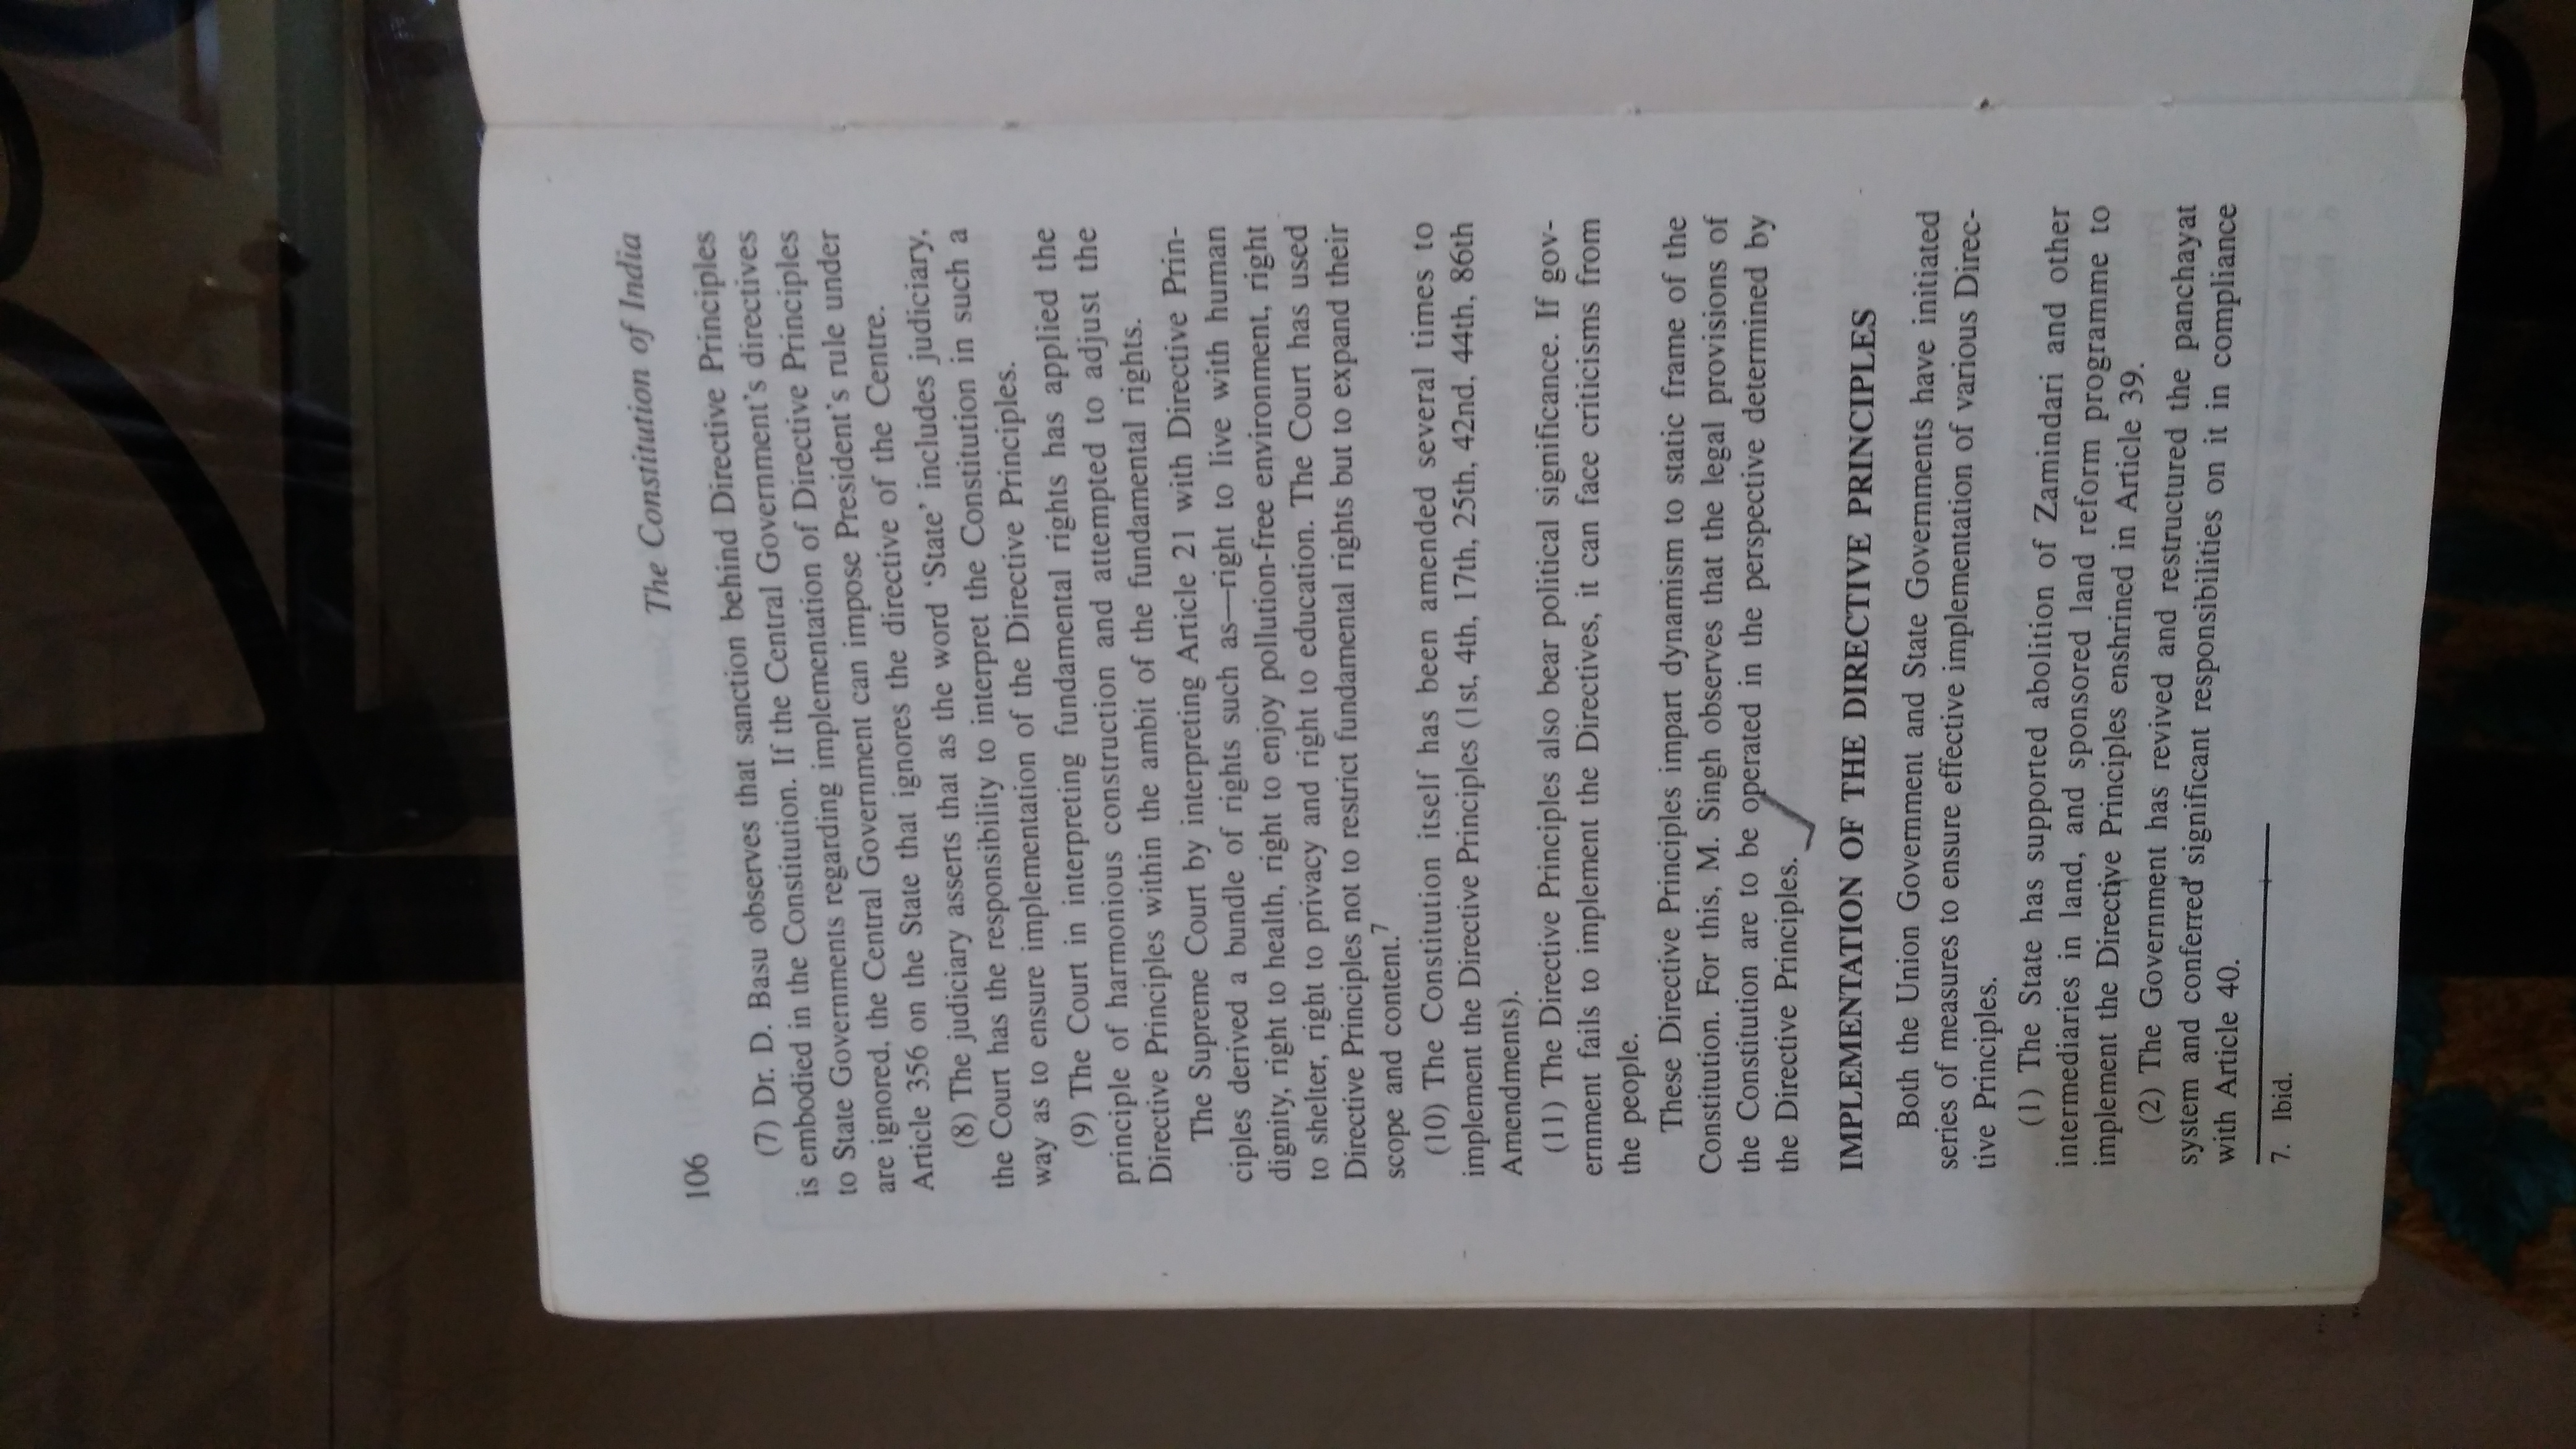 106
The Constitution of India
(7) Dr. D. Basu observes that sanction behind Directive Principles
is embodied in the Constitution. If the Central Government's directives
to State Governments regarding implementation of Directive Principles
are ignored, the Central Government can impose President's rule under
Article 356 on the State that ignores the directive of the Centre.
(8) The judiciary asserts that as the word 'State' includes judiciary,
the Court has the responsibility to interpret the Constitution in such a
way as to ensure implementation of the Directive Principles.
(9) The Court in interpreting fundamental rights has applied the
principle of harmonious construction and attempted to adjust the
Directive Principles within the ambit of the fundamental rights.
The Supreme Court by interpreting Article 21 with Directive Prin-
ciples derived a bundle of rights such as—right to live with human
dignity, right to health, right to enjoy pollution-free environment, right
to shelter, right to privacy and right to education. The Court has used
Directive Principles not to restrict fundamental rights but to expand their
scope and content.7
(10) The Constitution itself has been amended several times to
implement the Directive Principles (1st, 4th, 17th, 25th, 42nd, 44th, 86th
Amendments).
(11) The Directive Principles also bear political significance. If gov-
ernment fails to implement the Directives, it can face criticisms from
the people.
These Directive Principles impart dynamism to static frame of the
Constitution. For this, M. Singh observes that the legal provisions of
the Constitution are to be operated in the perspective determined by
the Directive Principles.
IMPLEMENTATION OF THE DIRECTIVE PRINCIPLES
Both the Union Government and State Governments have initiated
series of measures to ensure effective implementation of various Direc-
tive Principles.
(1) The State has supported abolition of Zamindari and other
intermediaries in land, and sponsored land reform programme to
implement the Directive Principles enshrined in Article 39.
(2) The Government has revived and restructured the panchayat
system and conferred significant responsibilities on it in compliance
with Article 40.
7. Ibid.